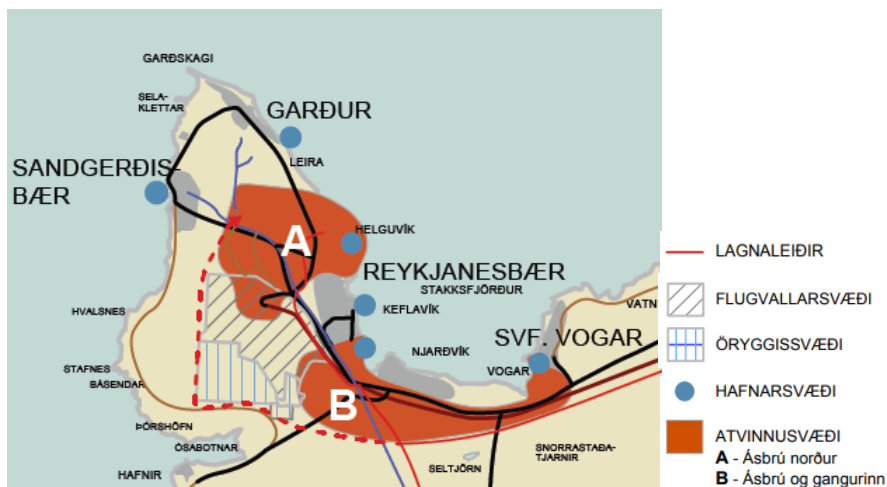 GARÐSKAGI
SELA-
KLETTAR
GARÐUR
LEIRA
SANDGERÐIS-
BÆR
A
HELGUVÍK
REYKJANESBÆR
STAKKSFJÖRÐUR
KEFLAVÍK
HVALSNES
NJARÐVÍK
SVF. VOGAR
VATN
VOGAR
STAFNES
BÁSENDAR
B
ÞÓRSHÖFN
ÓSABOTNAR
HAFNIR
SELTJÖRN
SNORRASTAÐA-
TJARNIR
LAGNALEIÐIR
FLUGVALLARSVÆÐI
ÖRYGGISSVÆÐI
HAFNARSVÆÐI
ATVINNUSVÆÐI
A - Ásbrú norður
B - Ásbrú og gangurinn